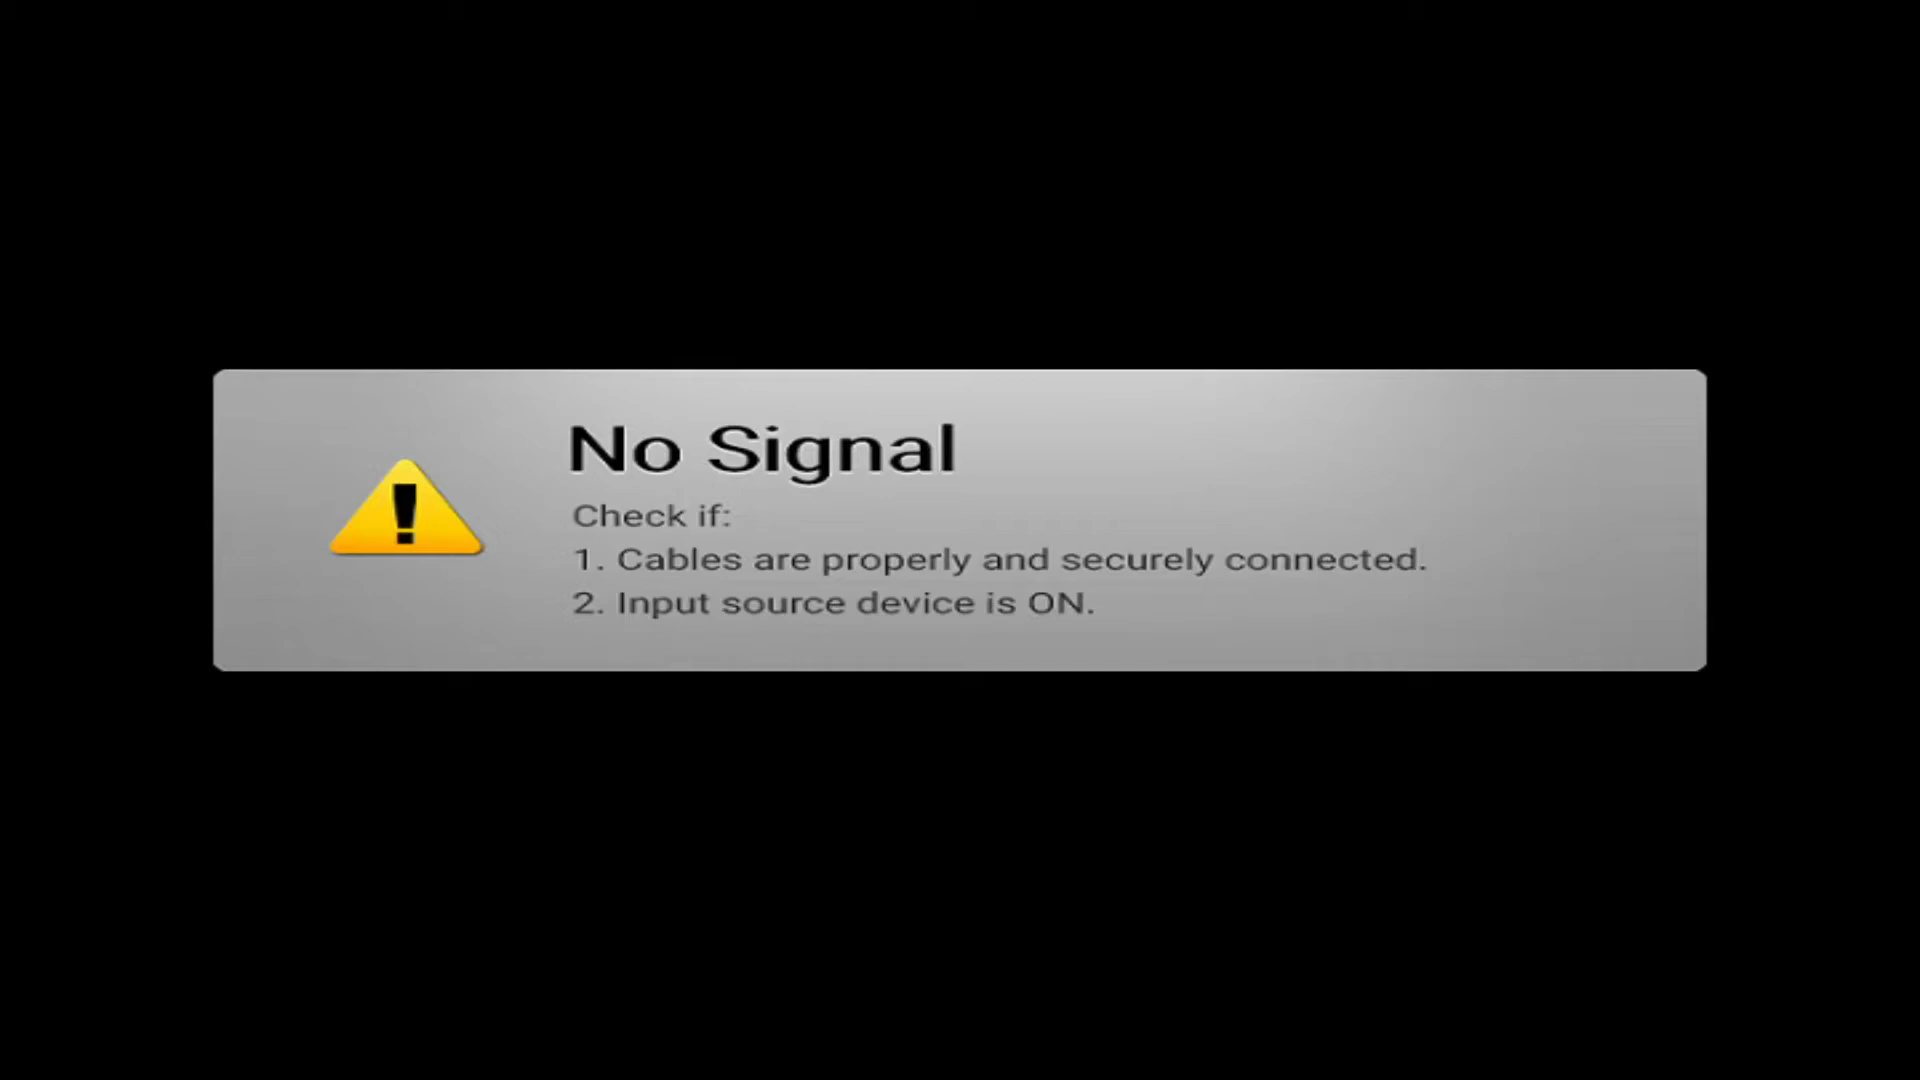 No Signal
Check if:
1. Cables are properly and securely connected.
2. Input source device is ON.